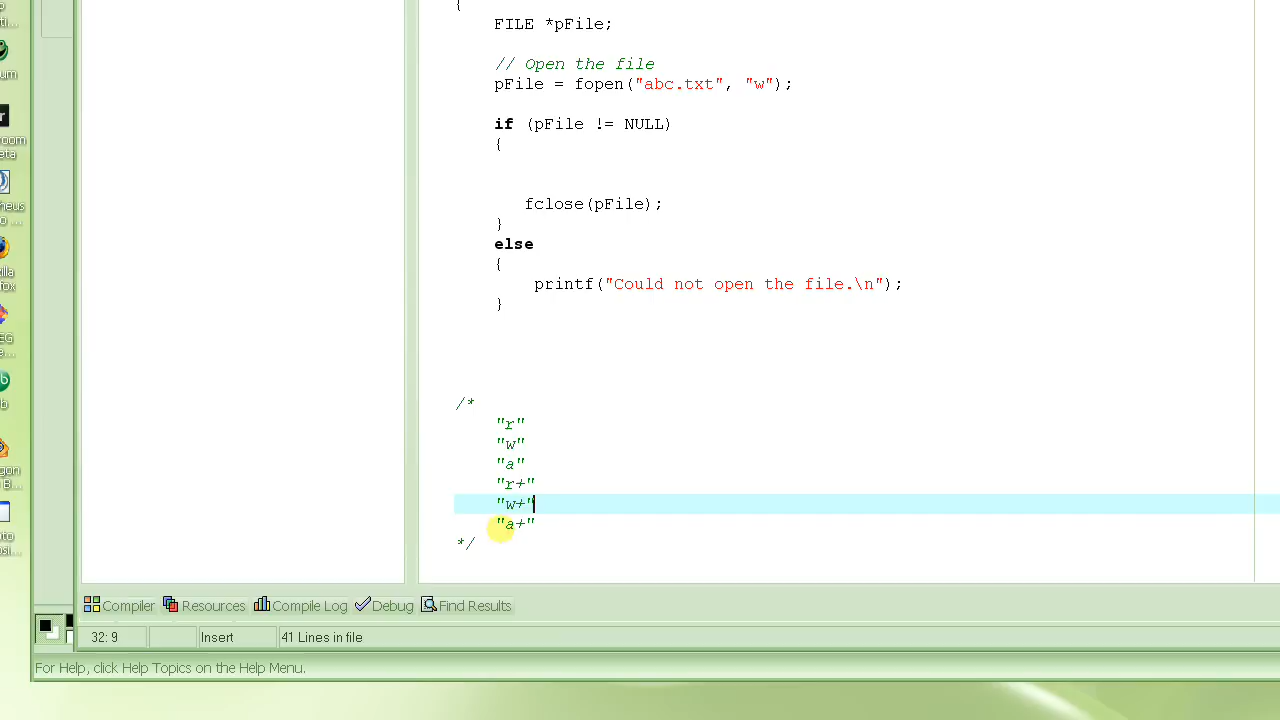 {
FILE *pFile;
// Open the file
pFile = fopen("abc.txt", "w");
if (pFile != NULL)
{
fclose(pFile);
}
else
{
printf("Could not open the file.\n");
}
/*
"r"
"w"
"a"
"r+"
"w+"
"a+"
*/
Compiler Resources Compile Log Debug Find Results
32: 9 Insert 41 Lines in file
For Help, click Help Topics on the Help Menu.